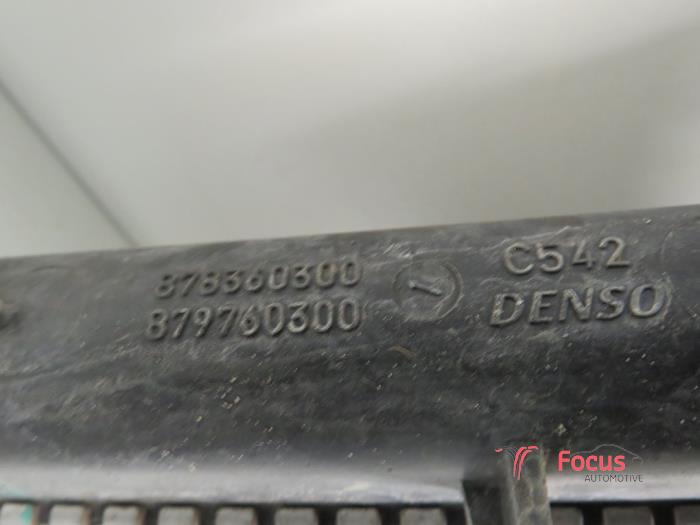 878360300
879760300
C542
DENSO
Focus
AUTOMOTIVE